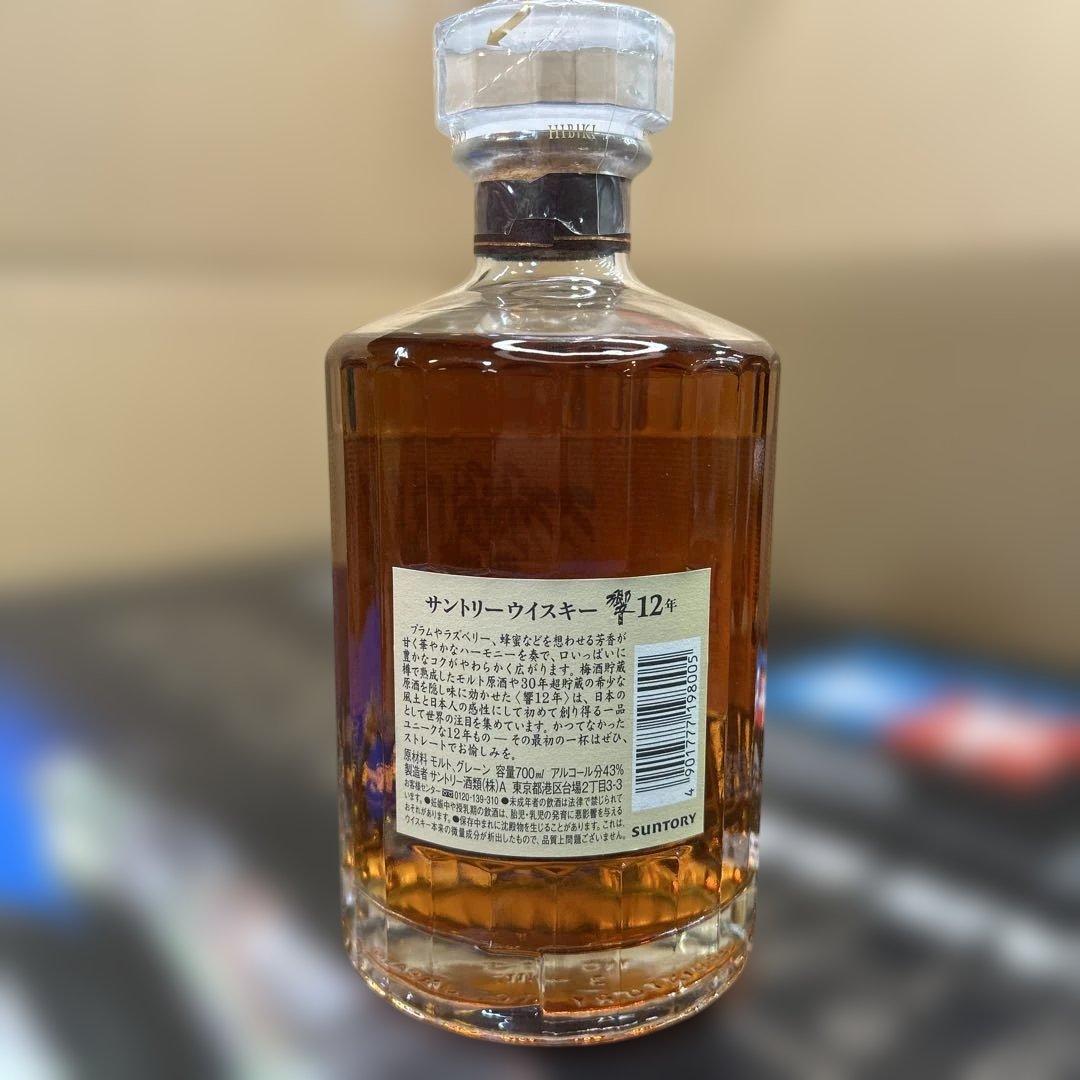 HIBIKI
サントリーウイスキー 響12年
プラムやラズベリー、蜂蜜などを想わせる芳香が
甘く華やかなハーモニーを奏で、口いっぱいに
豊かなコクがやわらかく広がります。梅酒貯蔵
樽で熟成したモルト原酒や30年超貯蔵の希少な
原酒を隠し味に効かせた〈響12年〉は、日本の
風土と日本人の感性にして初めて創り得る一品
として世界の注目を集めています。かつてなかった
ユニークな12年もの―その最初の一杯はぜひ、
ストレートでお愉しみを。
原材料 モルト、グレーン 容量700ml アルコール分43%
製造者 サントリー酒類(株)A 東京都港区台場2丁目3-3
お客様センター 0120-139-310 ●未成年者の飲酒は法律で禁じられて
います。●妊娠中や授乳期の飲酒は、胎児・乳児の発育に悪影響を与える
おそれがあります。●保存中まれに沈殿物を生じることがあります。これは、
ウイスキー本来の微量成分が析出したもので、品質上問題ございません。
4 901777 198005
SUNTORY